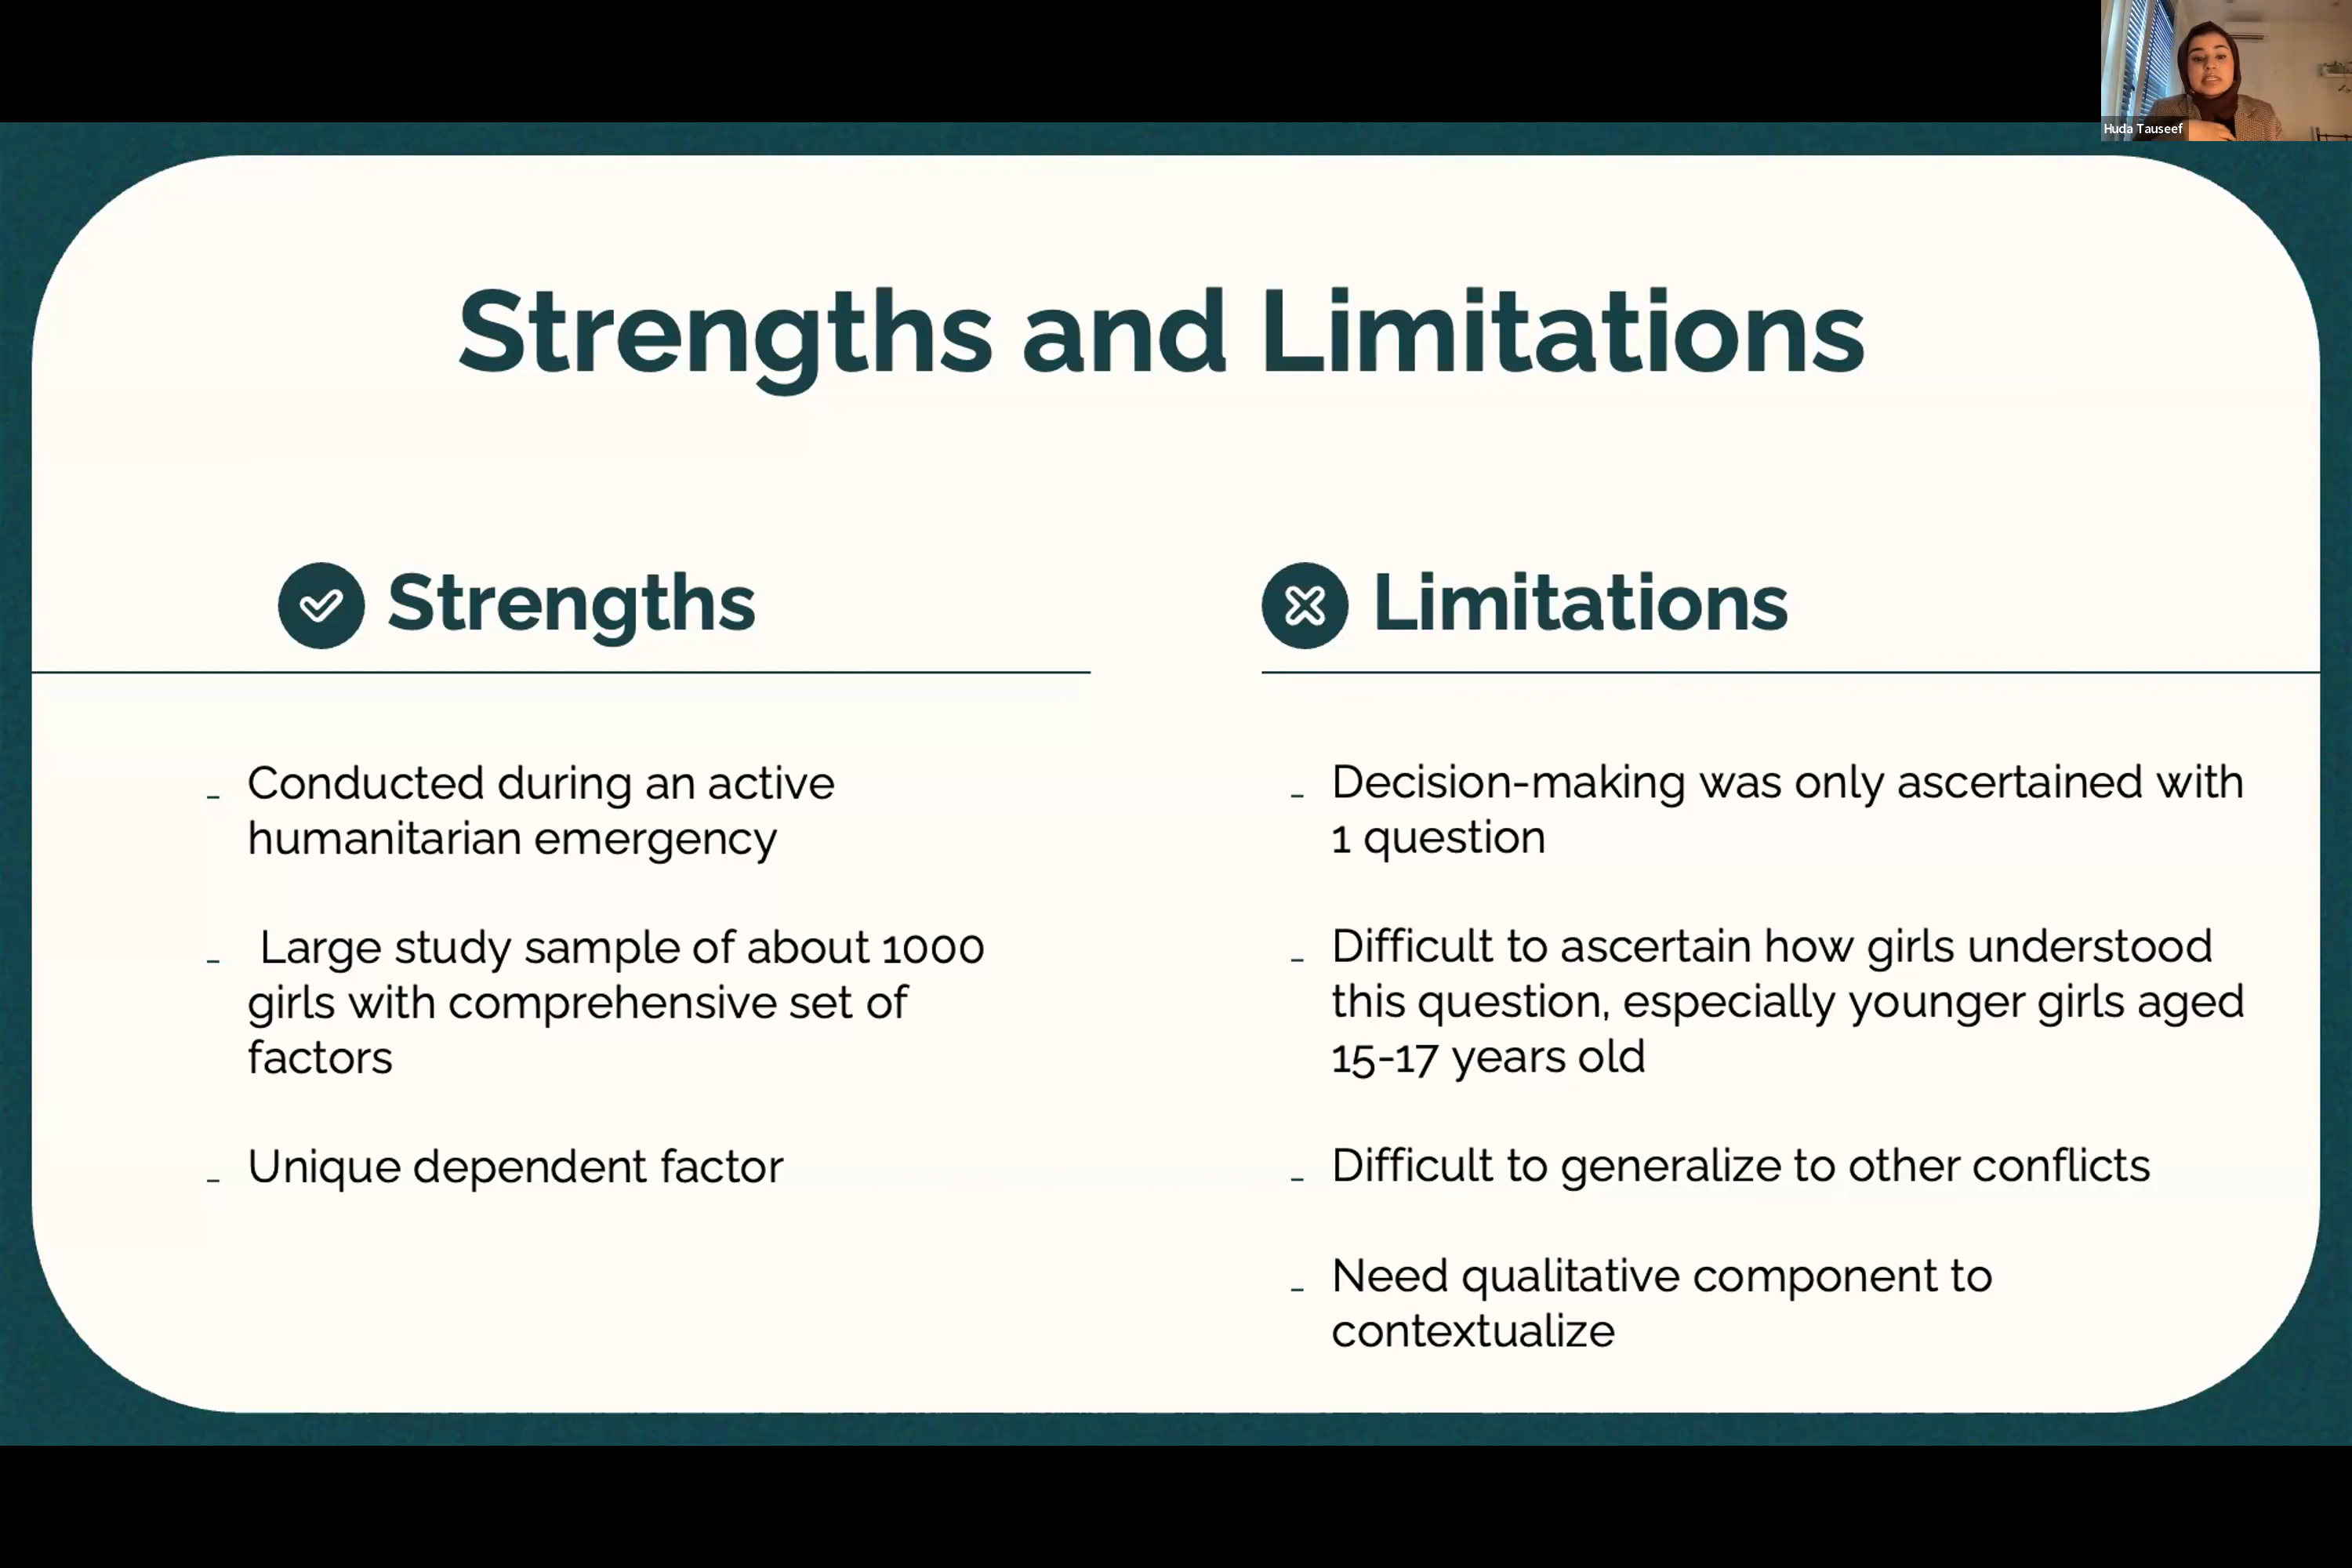 Huda Tauseef
Strengths and Limitations
Strengths
- Conducted during an active
humanitarian emergency
- Large study sample of about 1000
girls with comprehensive set of
factors
- Unique dependent factor
Limitations
- Decision-making was only ascertained with
1 question
- Difficult to ascertain how girls understood
this question, especially younger girls aged
15-17 years old
- Difficult to generalize to other conflicts
- Need qualitative component to
contextualize